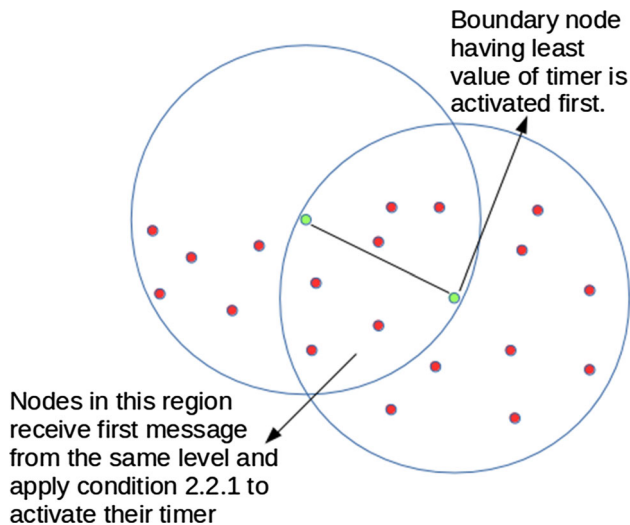 Boundary node
having least
value of timer is
activated first.
Nodes in this region
receive first message
from the same level and
apply condition 2.2.1 to
activate their timer